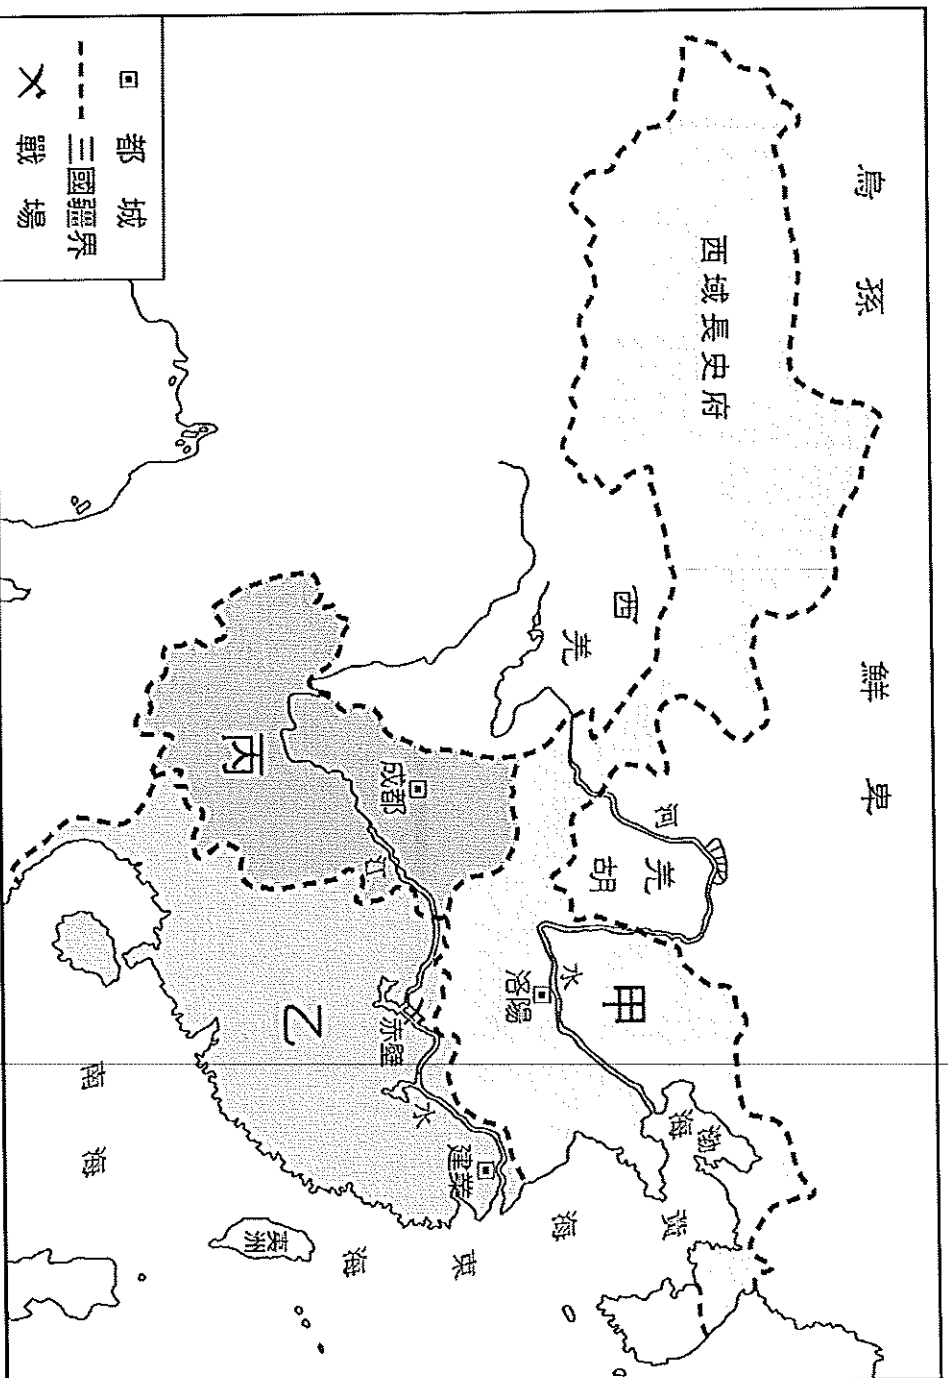 烏孫
鮮卑
西域長史府
西羌
羌胡
河
水
甲
洛陽
渤海
黃海
成都
丙
江
赤壁
水
乙
建業
東海
夷洲
南海
都城
三國疆界
戰場